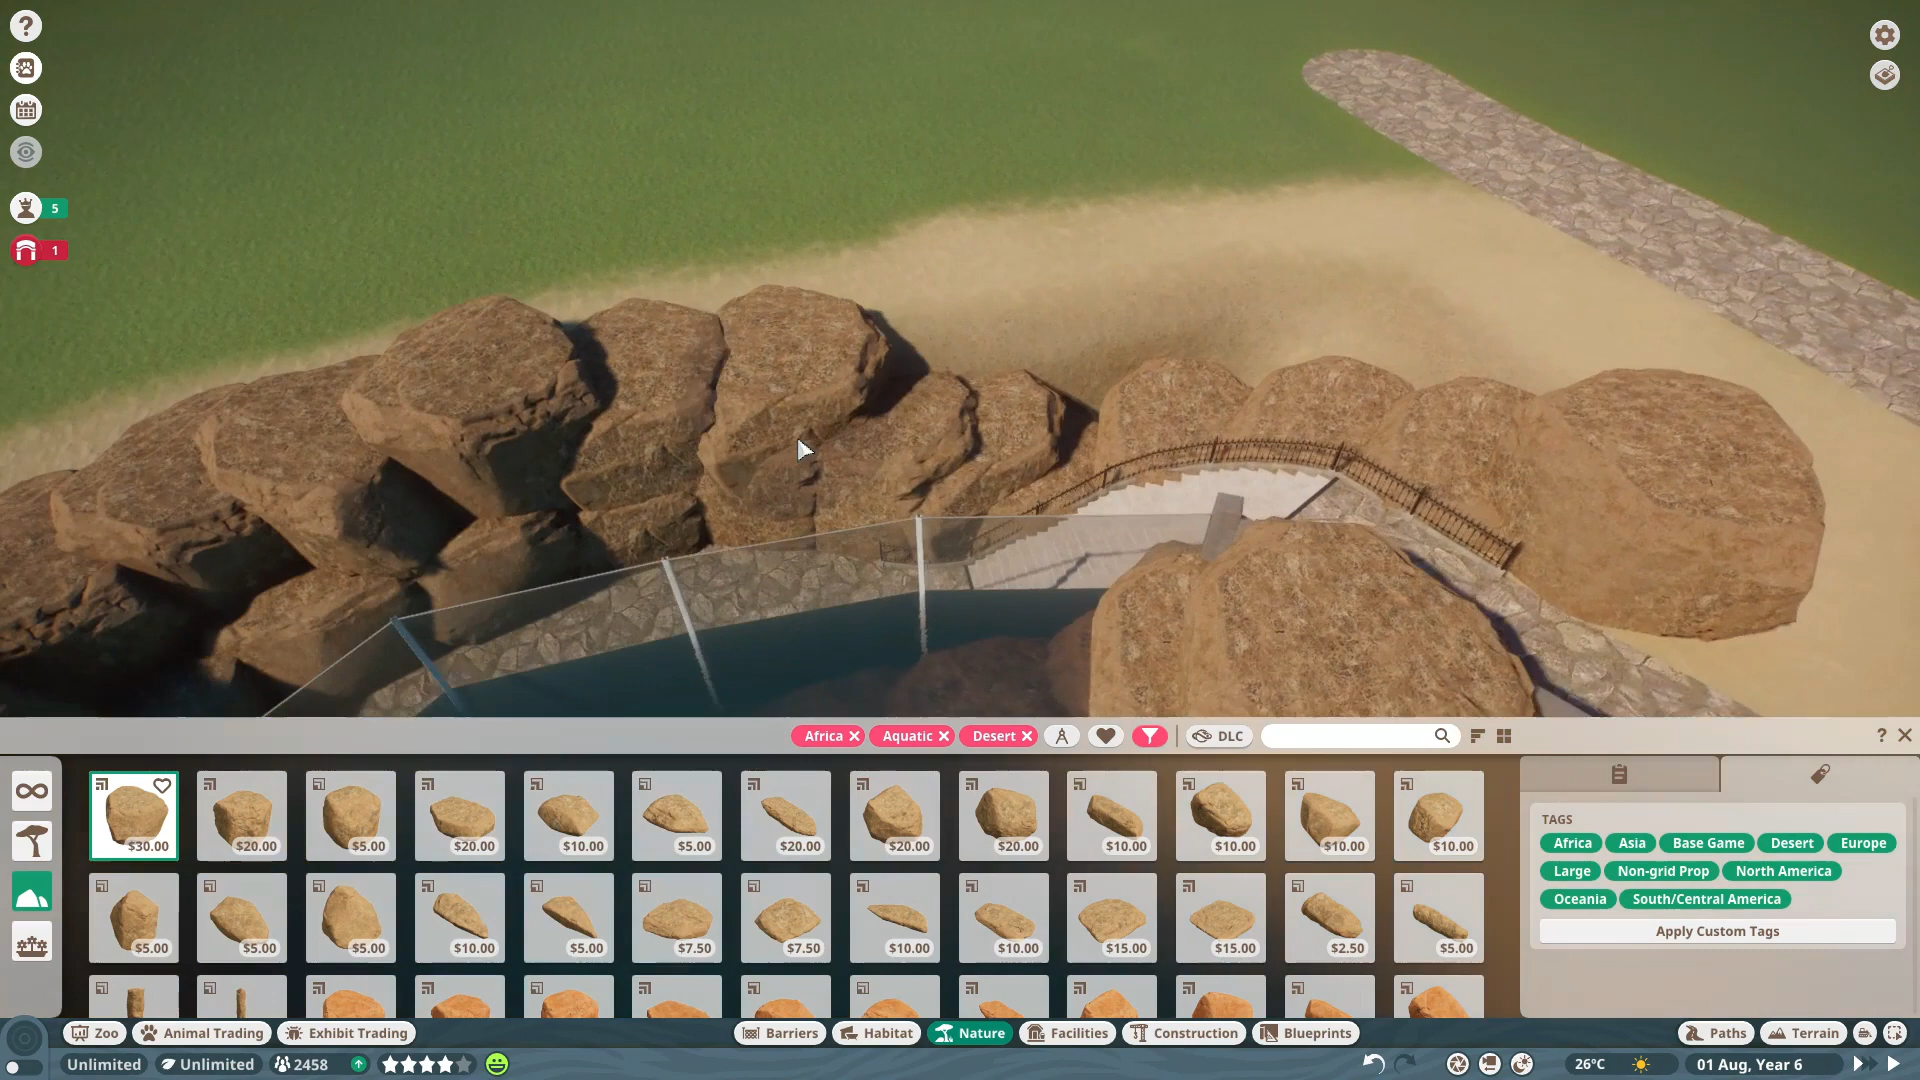 ?
5
1
Africa × Aquatic × Desert × DLC ?
$30.00 $20.00 $5.00 $20.00 $10.00 $5.00 $20.00 $20.00 $20.00 $10.00 $10.00 $10.00 $10.00
$5.00 $5.00 $5.00 $10.00 $5.00 $7.50 $7.50 $10.00 $10.00 $15.00 $15.00 $2.50 $5.00
TAGS
Africa Asia Base Game Desert Europe
Large Non-grid Prop North America
Oceania South/Central America
Apply Custom Tags
Zoo Animal Trading Exhibit Trading Barriers Habitat Nature Facilities Construction Blueprints Paths Terrain
Unlimited Unlimited 2458 26°C 01 Aug, Year 6